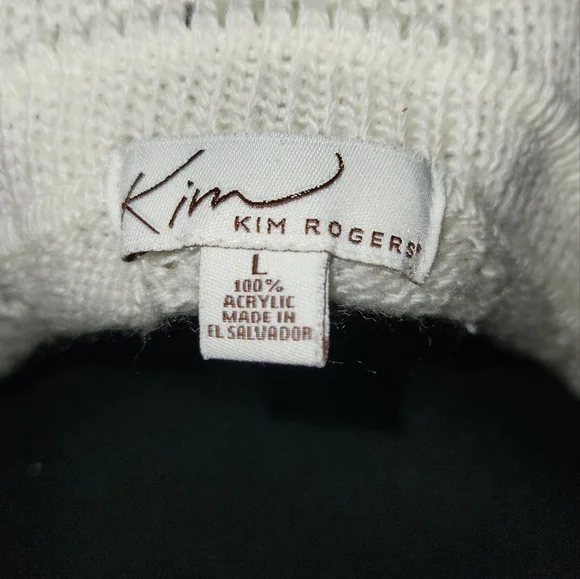 Kim
KIM ROGERS®
L
100%
ACRYLIC
MADE IN
EL SALVADOR